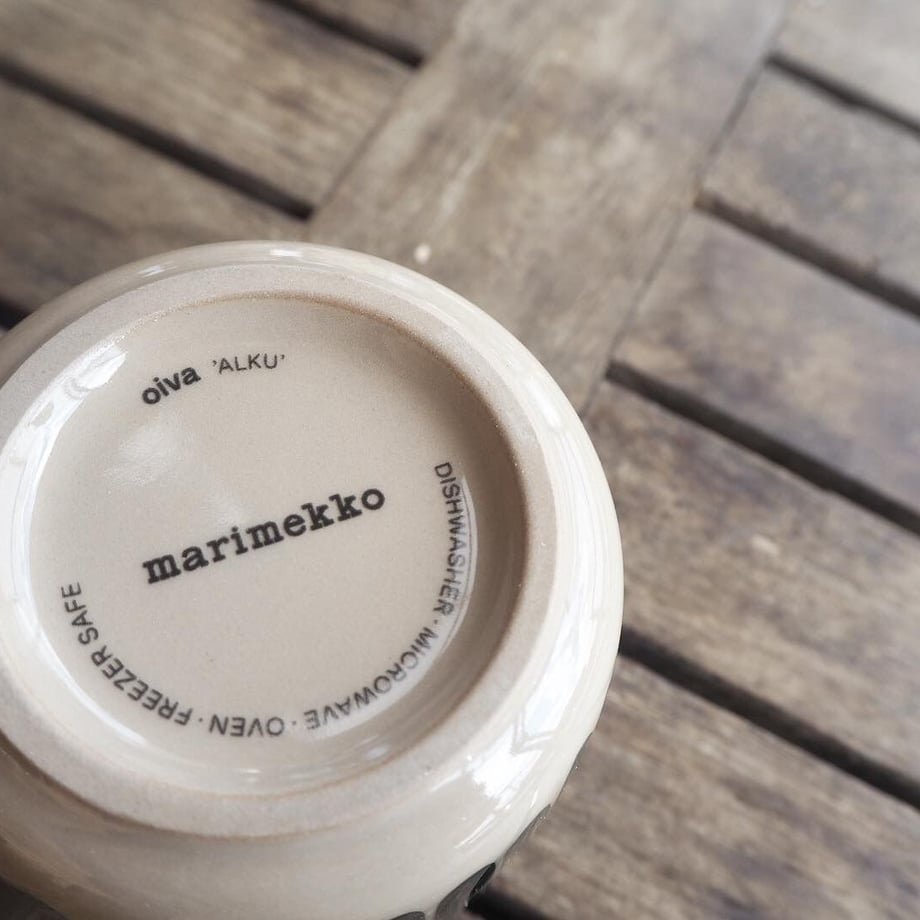 oiva 'ALKU'
marimekko
DISHWASHER · MICROWAVE · OVEN · FREEZER SAFE